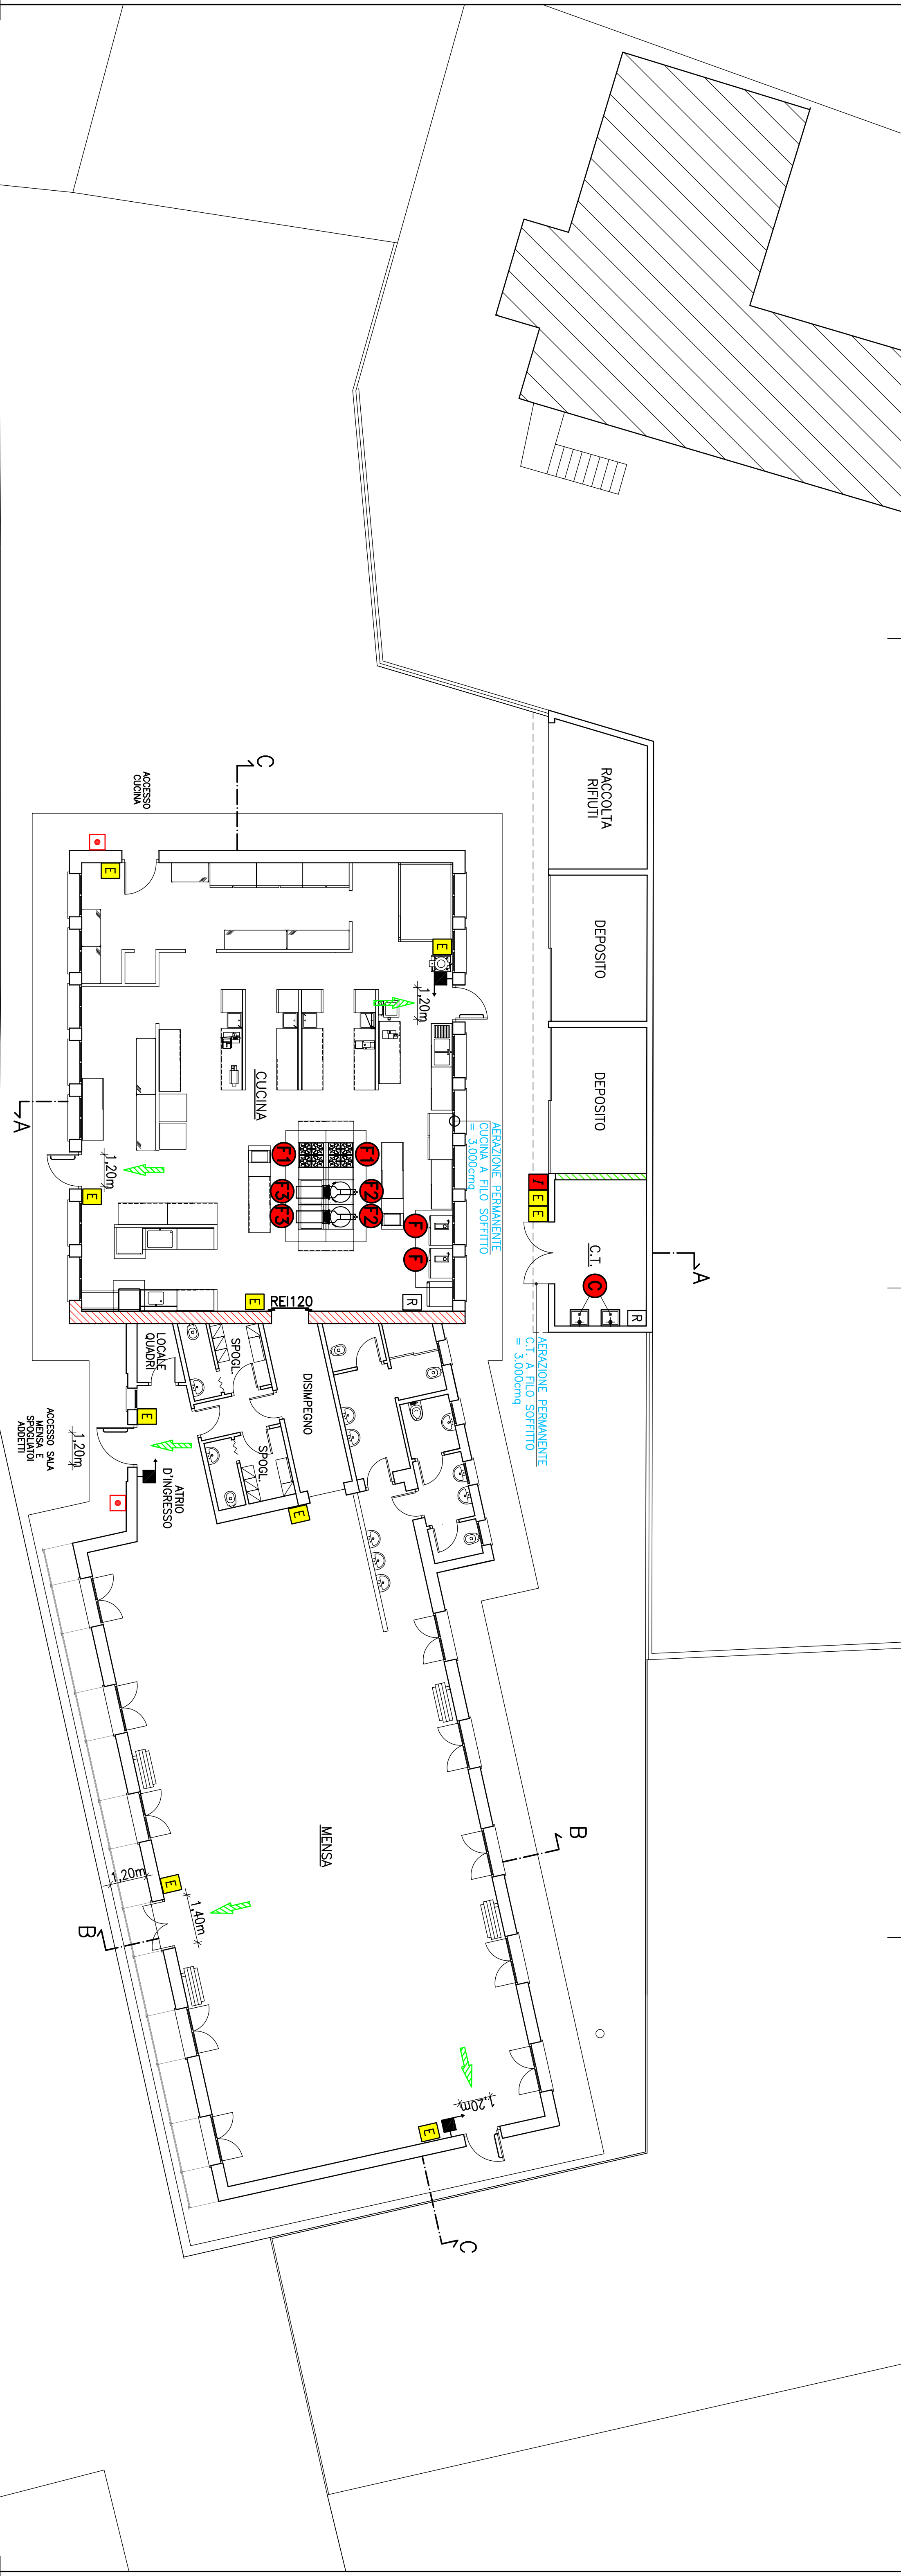 RACCOLTA
RIFIUTI
DEPOSITO
DEPOSITO
C
ACCESSO
CUCINA
E
E
1,20m
CUCINA
A
A
1,20m
E
F1
F1
F3
F2
F3
F2
F
F
AERAZIONE PERMANENTE
CUCINA A FILO SOFFITTO
= 3.000cmq
I
E
E
C.T.
C
R
AERAZIONE PERMANENTE
C.T. A FILO SOFFITTO
= 3.000cmq
E
REI120
R
LOCALE
QUADRI
SPOGL.
DISIMPEGNO
SPOGL.
E
E
1,20m
ACCESSO SALA
MENSA E
SPOGLIATOI
ADDETTI
ATRIO
D'INGRESSO
MENSA
B
B
1,20m
E
1,40m
1,20m
E
C